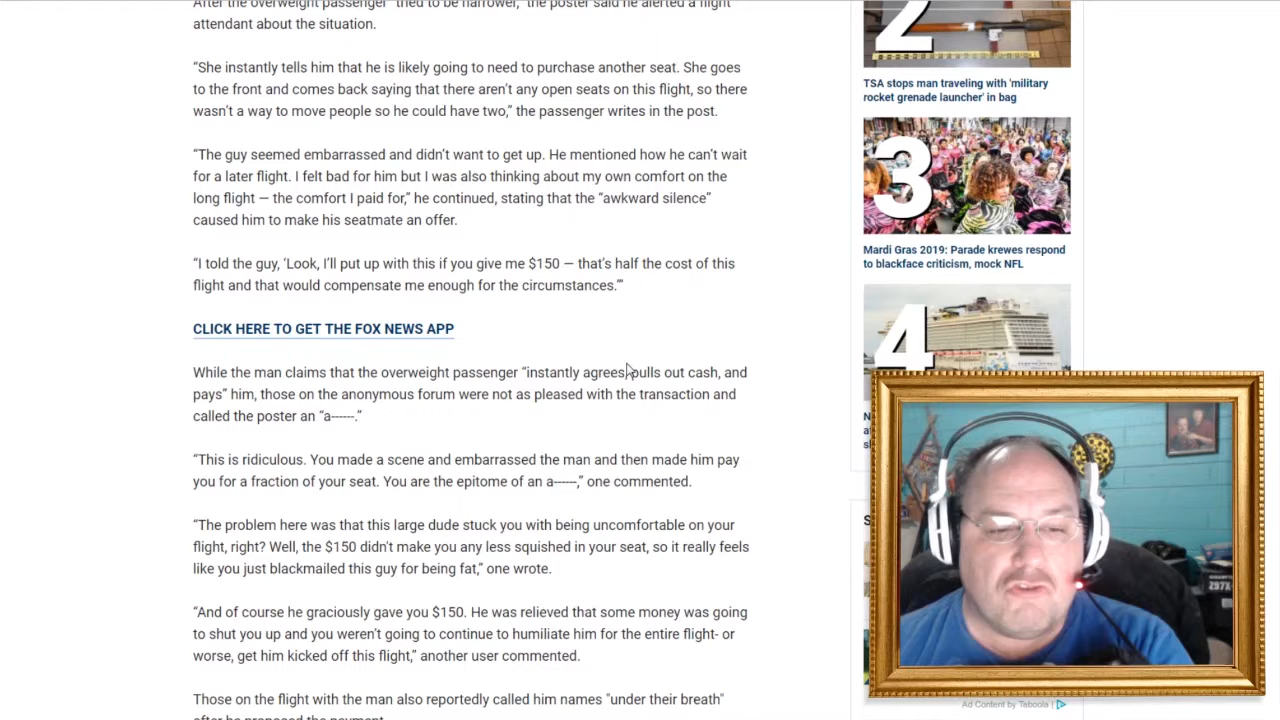 After the overweight passenger "tried to be narrower," the poster said he alerted a flight
attendant about the situation.
“She instantly tells him that he is likely going to need to purchase another seat. She goes
to the front and comes back saying that there aren’t any open seats on this flight, so there
wasn’t a way to move people so he could have two,” the passenger writes in the post.
“The guy seemed embarrassed and didn’t want to get up. He mentioned how he can’t wait
for a later flight. I felt bad for him but I was also thinking about my own comfort on the
long flight — the comfort I paid for,” he continued, stating that the “awkward silence”
caused him to make his seatmate an offer.
“I told the guy, ‘Look, I’ll put up with this if you give me $150 — that’s half the cost of this
flight and that would compensate me enough for the circumstances.’”
CLICK HERE TO GET THE FOX NEWS APP
While the man claims that the overweight passenger “instantly agrees, pulls out cash, and
pays” him, those on the anonymous forum were not as pleased with the transaction and
called the poster an “a------.”
“This is ridiculous. You made a scene and embarrassed the man and then made him pay
you for a fraction of your seat. You are the epitome of an a------,” one commented.
“The problem here was that this large dude stuck you with being uncomfortable on your
flight, right? Well, the $150 didn't make you any less squished in your seat, so it really feels
like you just blackmailed this guy for being fat,” one wrote.
“And of course he graciously gave you $150. He was relieved that some money was going
to shut you up and you weren’t going to continue to humiliate him for the entire flight- or
worse, get him kicked off this flight,” another user commented.
Those on the flight with the man also reportedly called him names "under their breath"
after he proposed the payment.
2
TSA stops man traveling with 'military
rocket grenade launcher' in bag
3
Mardi Gras 2019: Parade krewes respond
to blackface criticism, mock NFL
4
Z97X
Ad Content by Taboola |